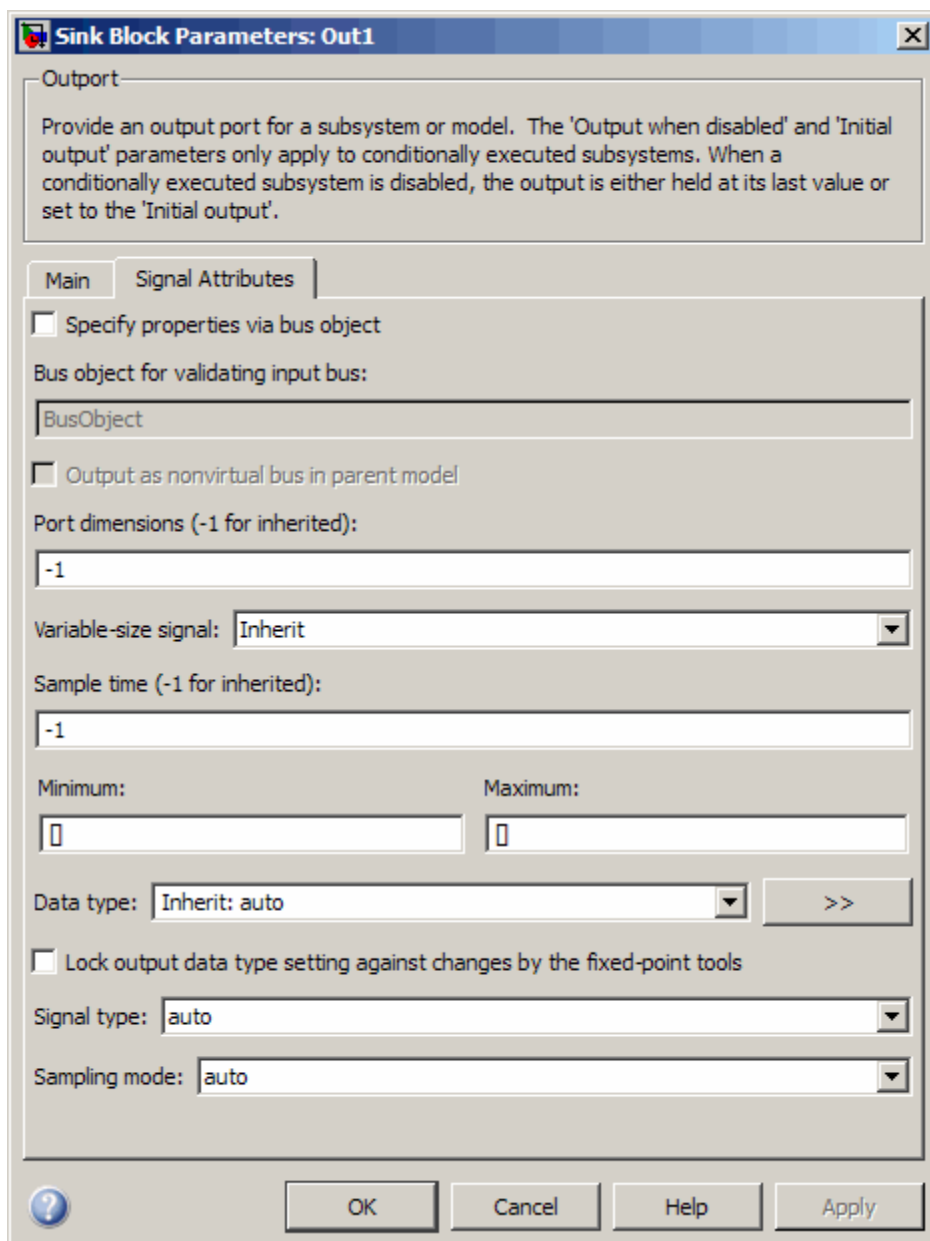 Sink Block Parameters: Out1
Outport
Provide an output port for a subsystem or model. The 'Output when disabled' and 'Initial
output' parameters only apply to conditionally executed subsystems. When a
conditionally executed subsystem is disabled, the output is either held at its last value or
set to the 'Initial output'.
Main Signal Attributes
Specify properties via bus object
Bus object for validating input bus:
BusObject
Output as nonvirtual bus in parent model
Port dimensions (-1 for inherited):
-1
Variable-size signal: Inherit
Sample time (-1 for inherited):
-1
Minimum: Maximum:
[] []
Data type: Inherit: auto >>
Lock output data type setting against changes by the fixed-point tools
Signal type: auto
Sampling mode: auto
? OK Cancel Help Apply